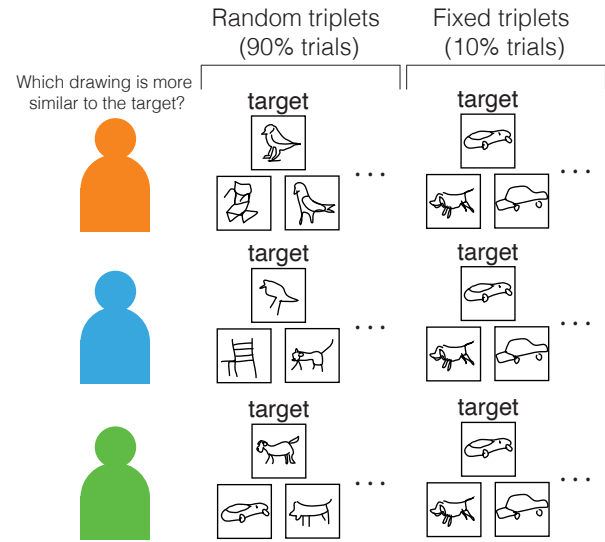 Random triplets
(90% trials)
Fixed triplets
(10% trials)
Which drawing is more
similar to the target?
target
...
target
...
target
...
target
...
target
...
target
...